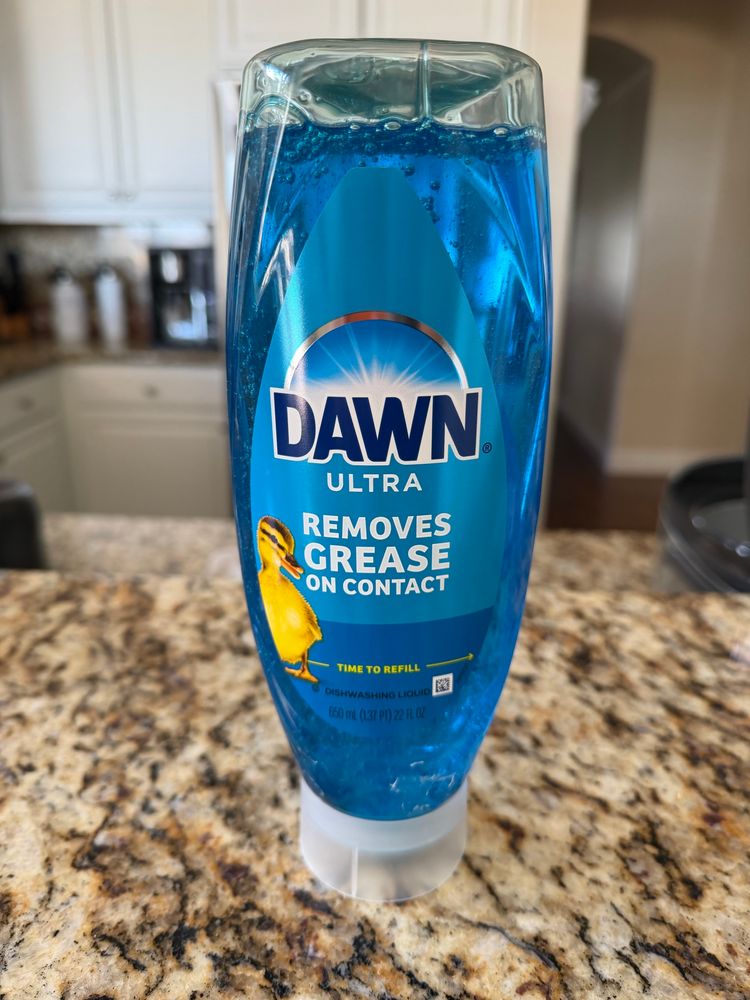 DAWN®
ULTRA
REMOVES
GREASE
ON CONTACT
TIME TO REFILL
DISHWASHING LIQUID
650 mL (1.37 PT) 22 FL OZ